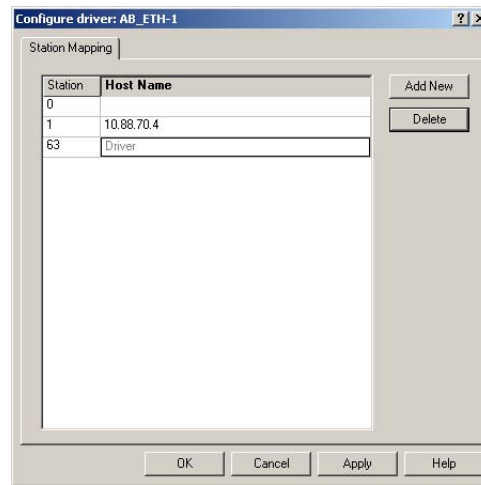 Configure driver: AB_ETH-1
Station Mapping
Station Host Name
0
1 10.88.70.4
63 Driver
Add New
Delete
OK Cancel Apply Help